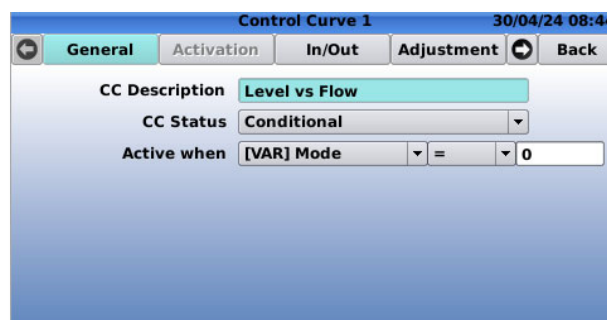 Control Curve 1 30/04/24 08:44
General Activation In/Out Adjustment Back
CC Description Level vs Flow
CC Status Conditional
Active when [VAR] Mode = 0